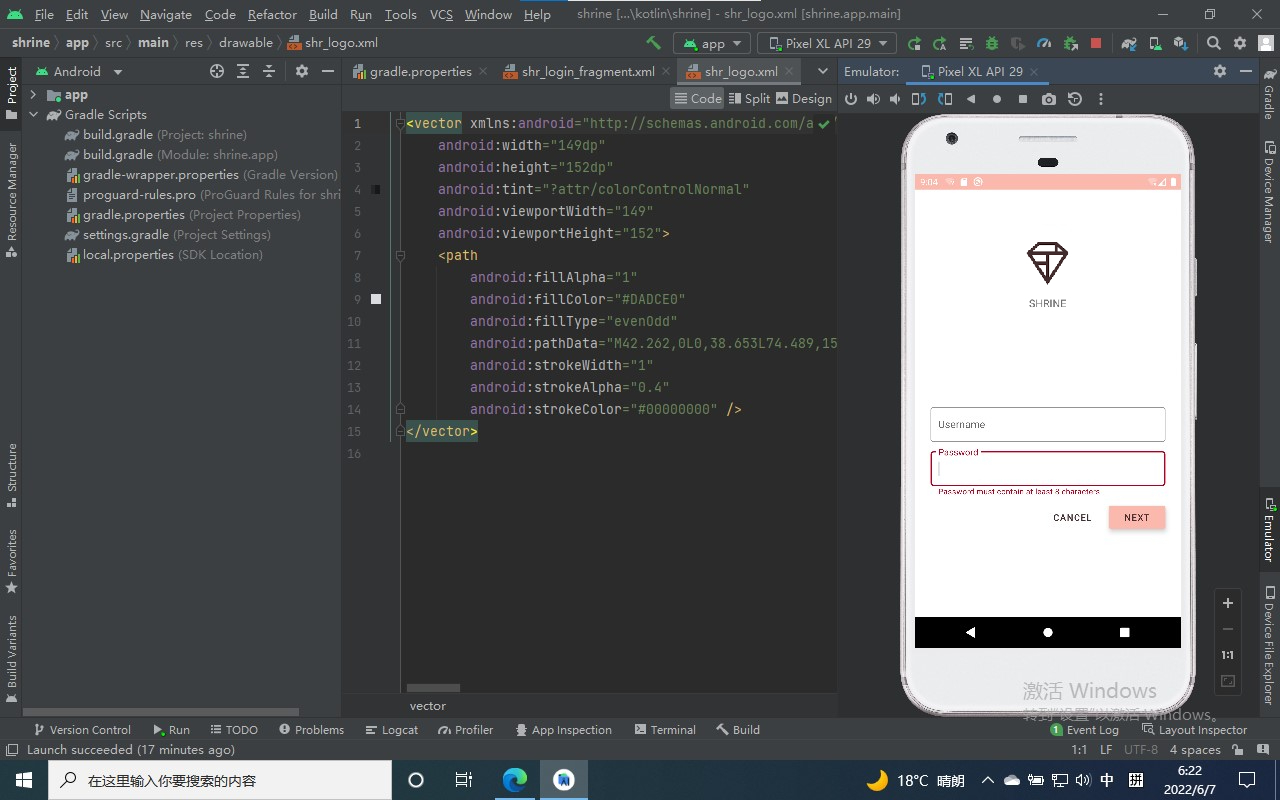 File Edit View Navigate Code Refactor Build Run Tools VCS Window Help shrine [...\kotlin\shrine] - shr_logo.xml [shrine.app.main]
shrine app src main res drawable shr_logo.xml
app
Pixel XL API 29
Project
Resource Manager
Structure
Favorites
Build Variants
Android
app
Gradle Scripts
build.gradle (Project: shrine)
build.gradle (Module: shrine.app)
gradle-wrapper.properties (Gradle Version)
proguard-rules.pro (ProGuard Rules for shri
gradle.properties (Project Properties)
settings.gradle (Project Settings)
local.properties (SDK Location)
gradle.properties shr_login_fragment.xml shr_logo.xml
Code Split Design
1 <vector xmlns:android="http://schemas.android.com/a
2 android:width="149dp"
3 android:height="152dp"
4 android:tint="?attr/colorControlNormal"
5 android:viewportWidth="149"
6 android:viewportHeight="152">
7 <path
8 android:fillAlpha="1"
9 android:fillColor="#DADCE0"
10 android:fillType="evenOdd"
11 android:pathData="M42.262,0L0,38.653L74.489,15
12 android:strokeWidth="1"
13 android:strokeAlpha="0.4"
14 android:strokeColor="#00000000" />
15 </vector>
16
vector
Emulator: Pixel XL API 29
9:04
SHRINE
Username
Password
Password must contain at least 8 characters.
CANCEL NEXT
1:1
Gradle
Device Manager
Emulator
Device File Explorer
激活 Windows
转到"设置"以激活 Windows。
Version Control Run TODO Problems Logcat Profiler App Inspection Terminal Build 1 Event Log Layout Inspector
Launch succeeded (17 minutes ago) 1:1 LF UTF-8 4 spaces
在这里输入你要搜索的内容
18°C 晴朗 中 拼
6:22
2022/6/7